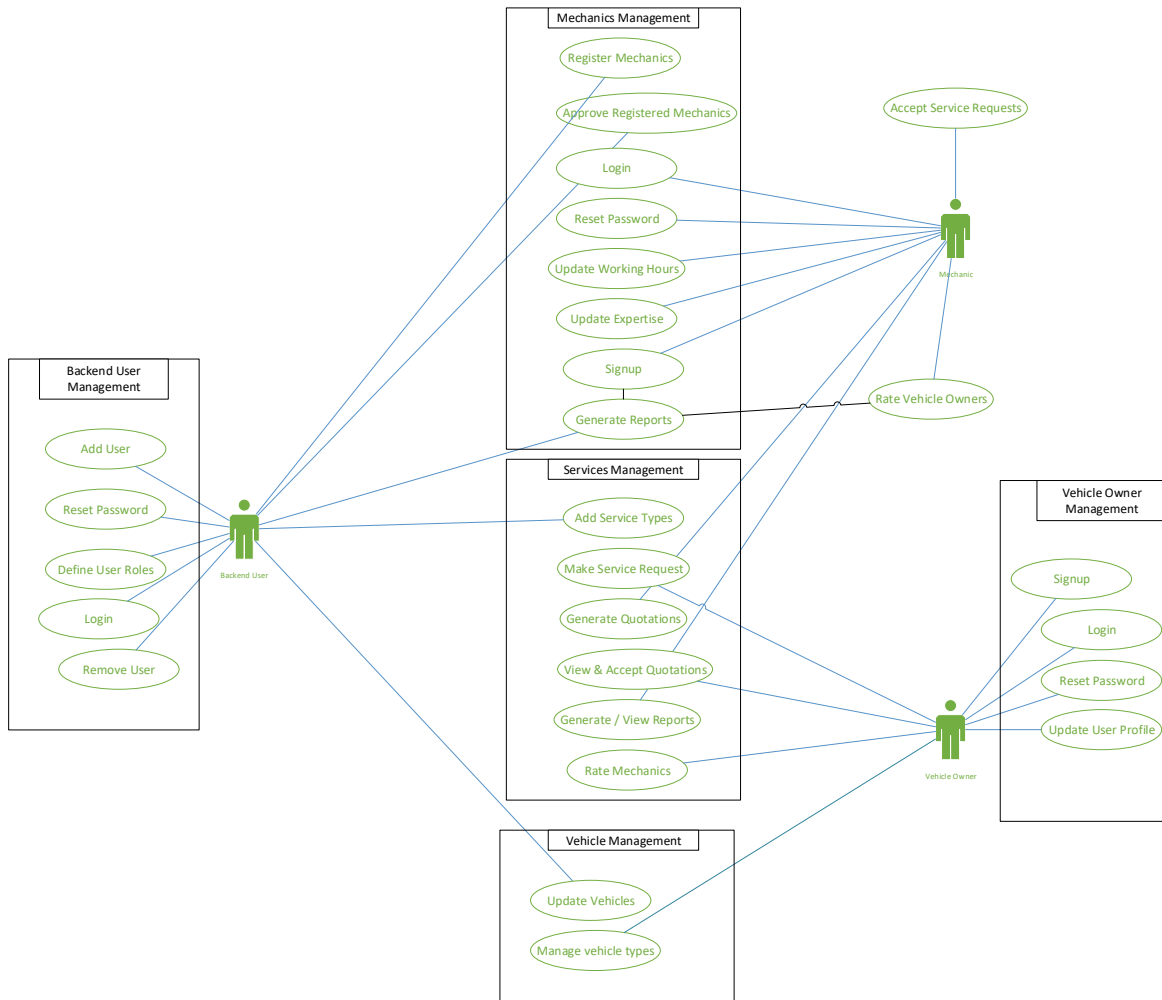 Mechanics Management
Register Mechanics
Approve Registered Mechanics
Login
Reset Password
Update Working Hours
Update Expertise
Signup
Generate Reports
Accept Service Requests
Mechanic
Rate Vehicle Owners
Backend User
Management
Add User
Reset Password
Define User Roles
Login
Remove User
Backend User
Services Management
Add Service Types
Make Service Request
Generate Quotations
View & Accept Quotations
Generate / View Reports
Rate Mechanics
Vehicle Owner
Management
Signup
Login
Reset Password
Update User Profile
Vehicle Owner
Vehicle Management
Update Vehicles
Manage vehicle types